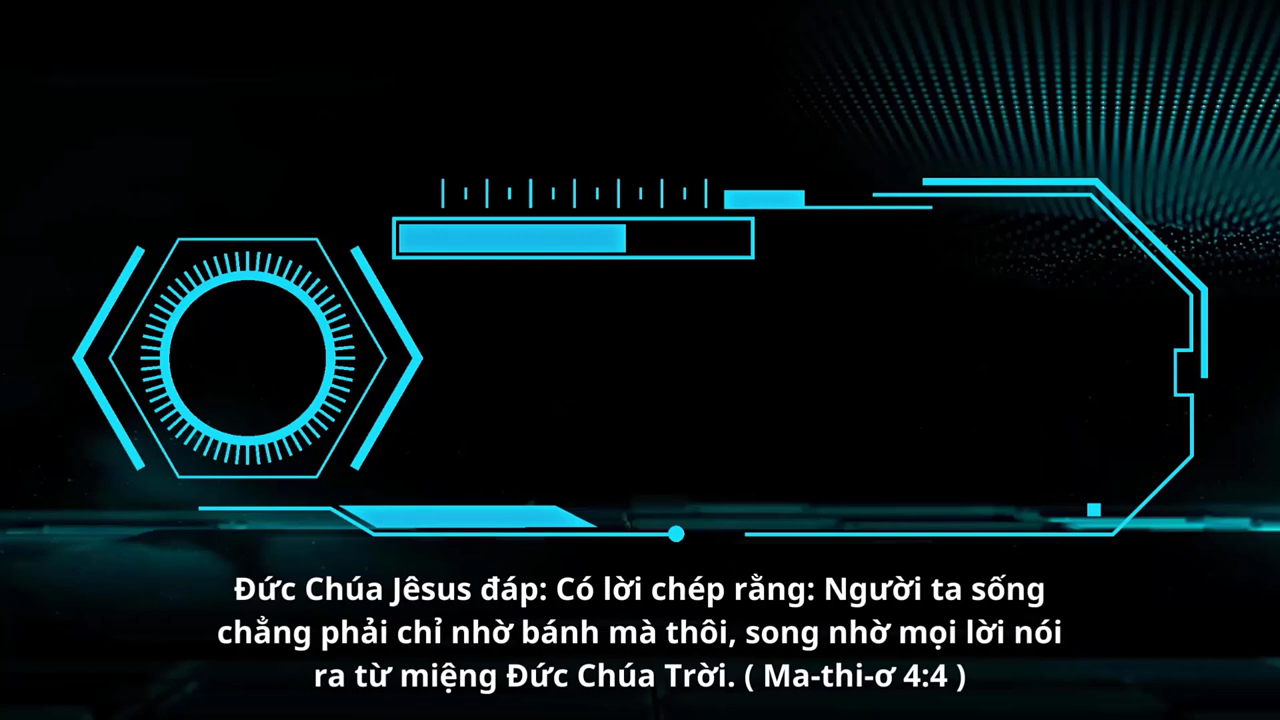 Đức Chúa Jêsus đáp: Có lời chép rằng: Người ta sống
chẳng phải chỉ nhờ bánh mà thôi, song nhờ mọi lời nói
ra từ miệng Đức Chúa Trời. ( Ma-thi-ơ 4:4 )